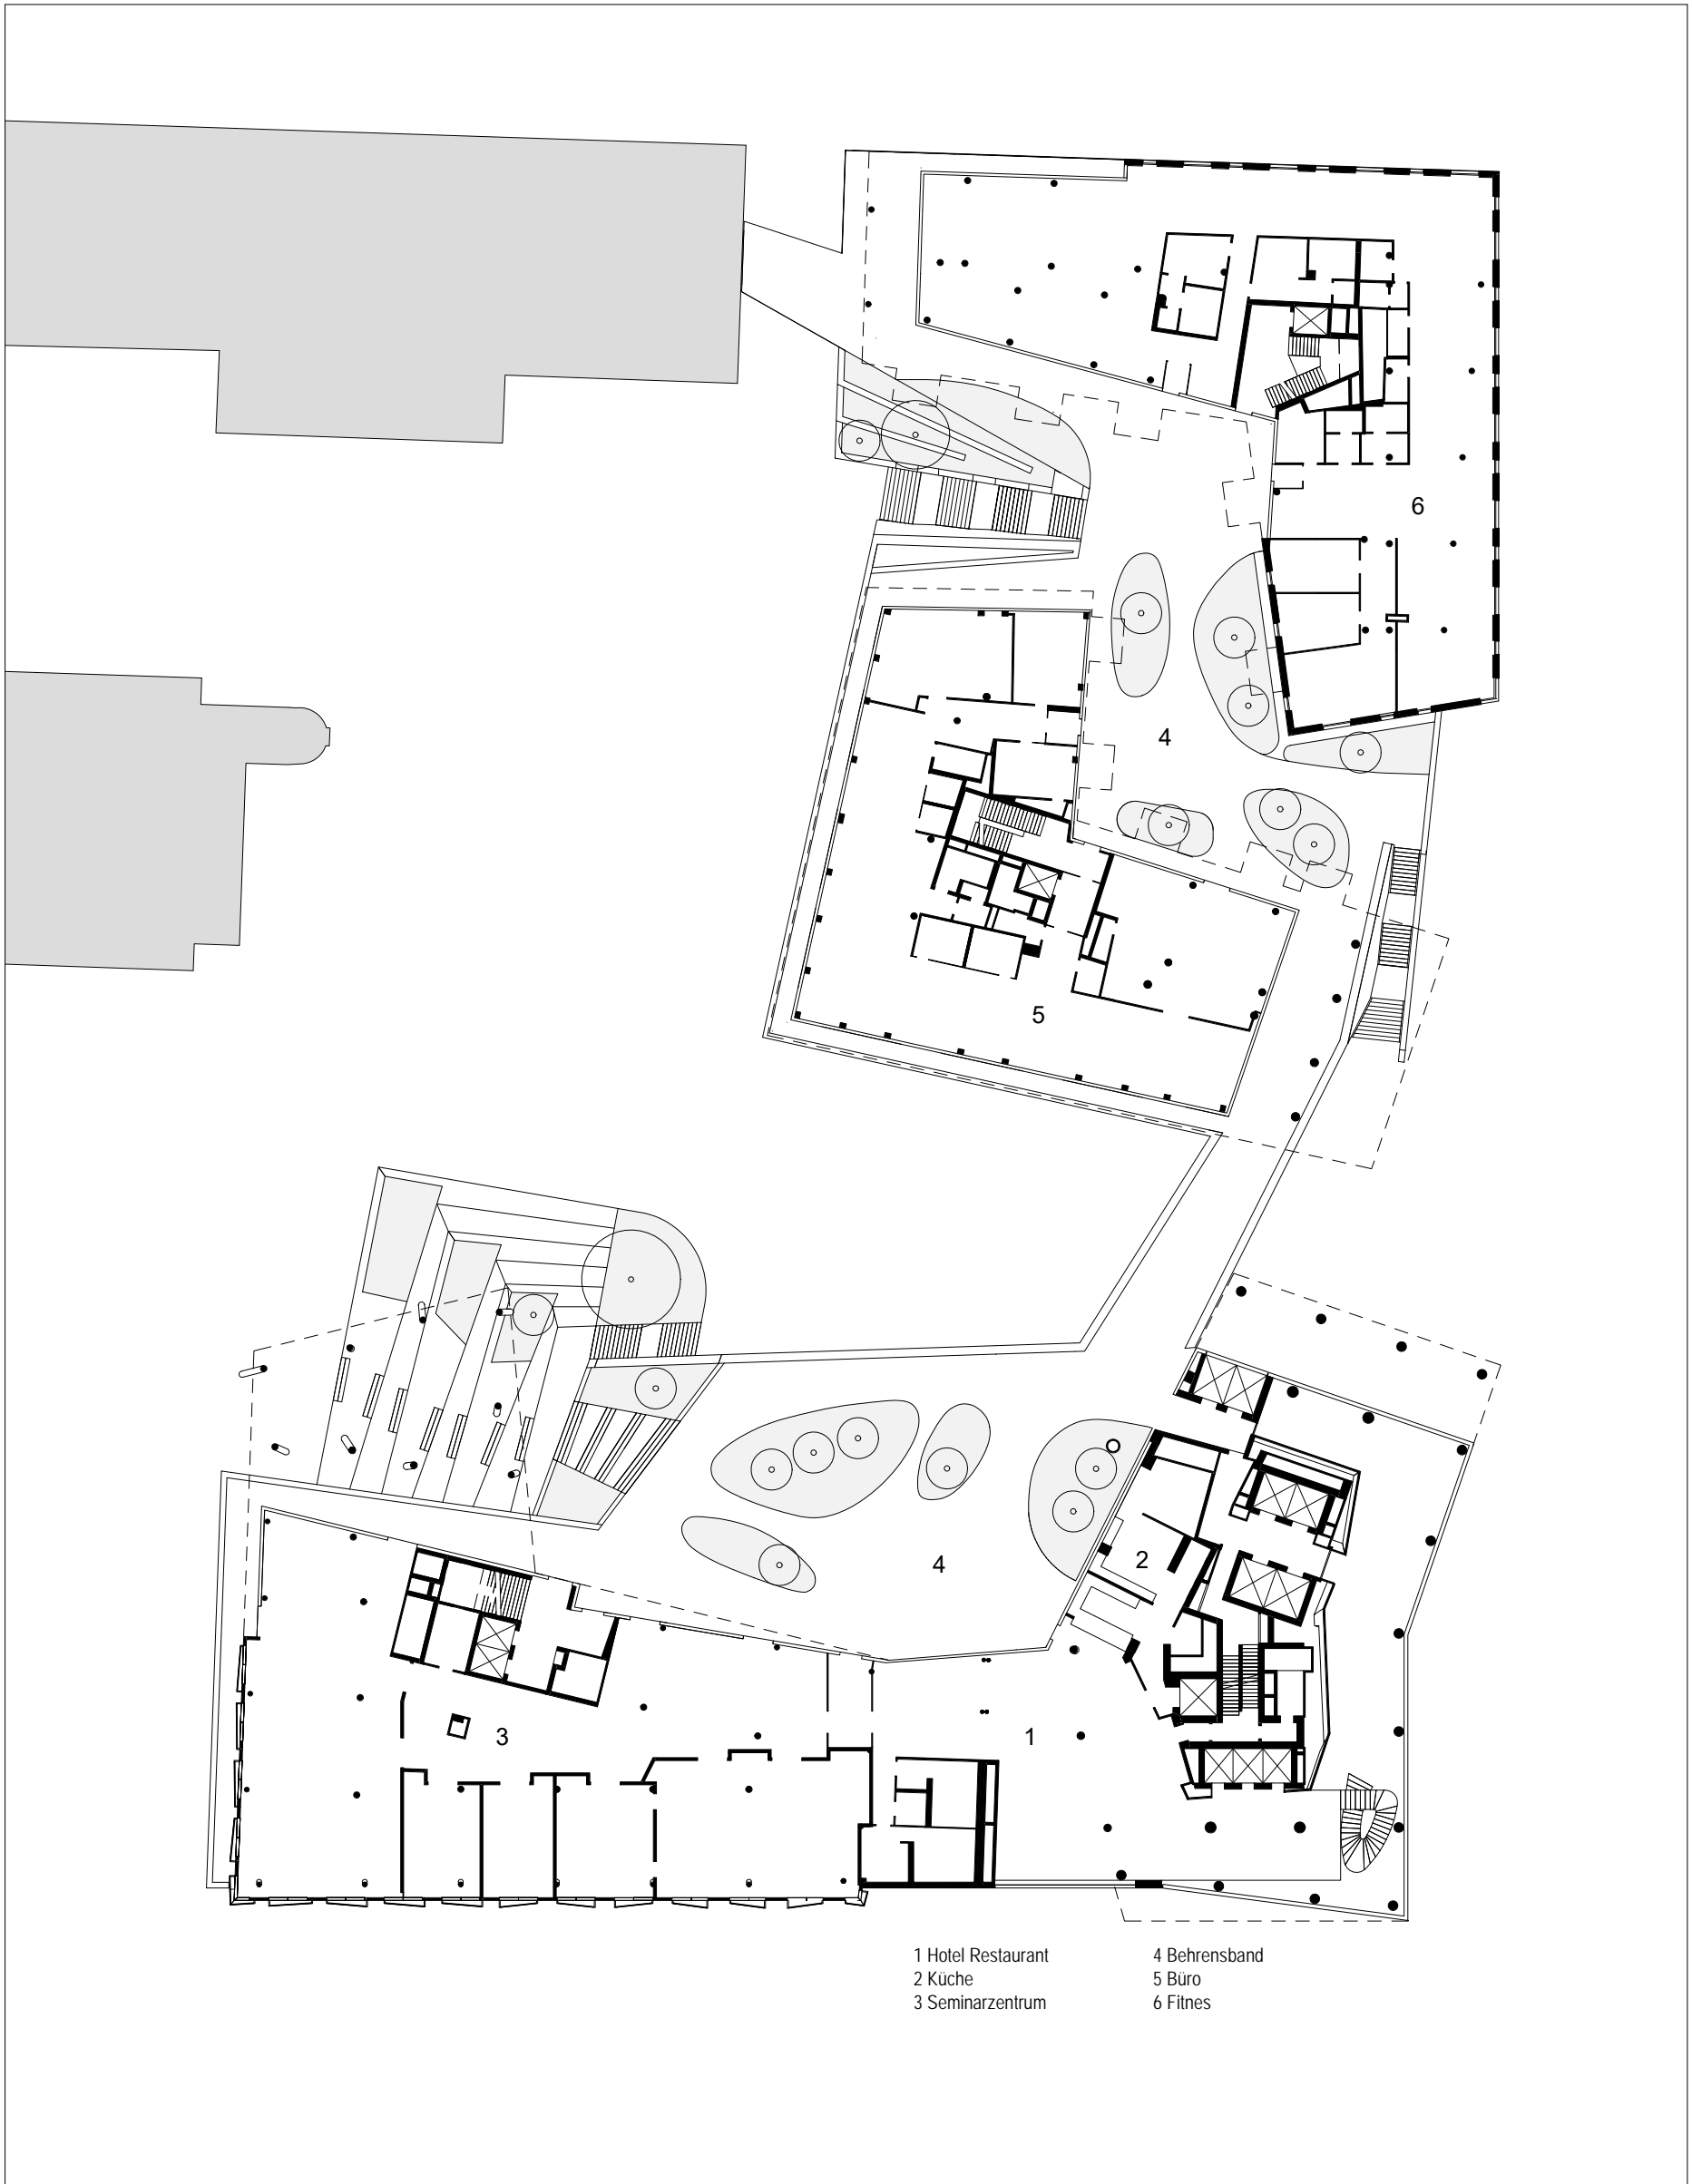 6
4
5
4
2
3
1
1 Hotel Restaurant
2 Küche
3 Seminarzentrum
4 Behrensband
5 Büro
6 Fitnes